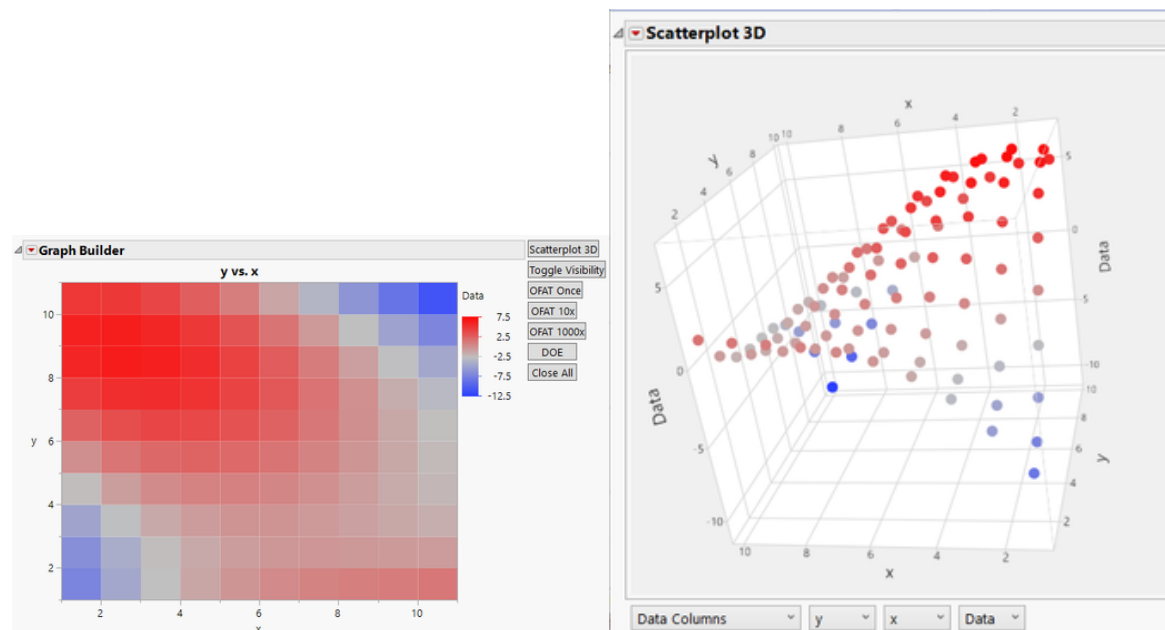 Graph Builder
y vs. x
Data
7.5
2.5
-2.5
-7.5
-12.5
10
8
y 6
4
2
2 4 6 8 10
x
Scatterplot 3D
Toggle Visibility
OFAT Once
OFAT 10x
OFAT 1000x
DOE
Close All
Scatterplot 3D
x
10 8 6 4 2
y
10 8 6 4 2
Data
5
0
-5
-10
Data
5
0
-5
-10
10
8
6 y
4
2
10 8 6 4 2
x
Data Columns y x Data